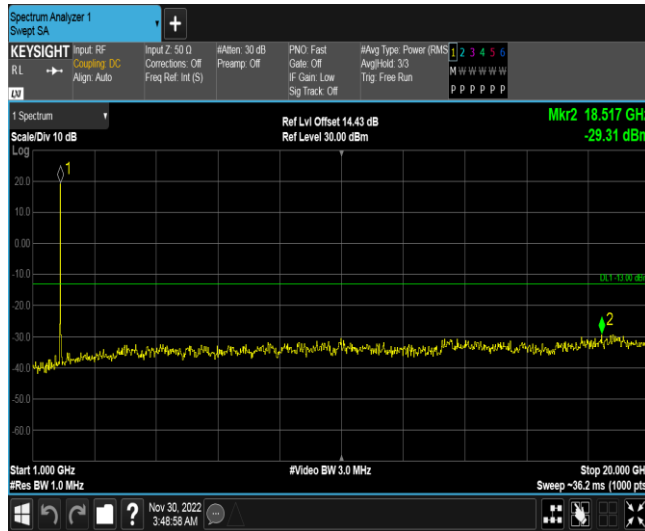 Spectrum Analyzer 1
Swept SA
+
KEYSIGHT Input: RF Input Z: 50 Ω #Atten: 30 dB PNO: Fast #Avg Type: Power (RMS 1 2 3 4 5 6
RL Coupling: DC Corrections: Off Preamp: Off Gate: Off Avg|Hold: 3/3 M W W W W W
Align: Auto Freq Ref: Int (S) IF Gain: Low Trig: Free Run
Sig Track: Off P P P P P P
LXI
1 Spectrum Ref Lvl Offset 14.43 dB Mkr2 18.517 GH
Scale/Div 10 dB Ref Level 30.00 dBm -29.31 dBm
Log
1
20.0
10.0
0.00
-10.0
DL1 -13.00 dBm
-20.0
2
-30.0
-40.0
-50.0
-60.0
Start 1.000 GHz #Video BW 3.0 MHz Stop 20.000 GH
#Res BW 1.0 MHz Sweep ~36.2 ms (1000 pts
? Nov 30, 2022
3:48:58 AM